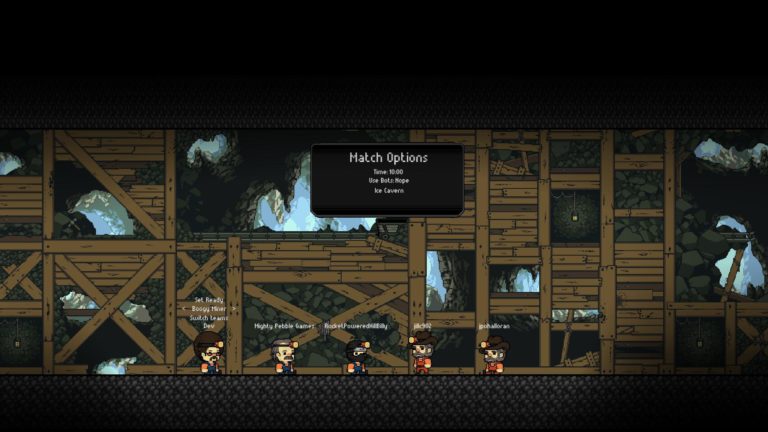 Match Options
Time: 10:00
Use Bots: Nope
Ice Cavern
Set Ready
< Boogy Miner >
Switch Teams
Dev
Mighty Pebble Games
RocketPoweredHillBilly
jdlc902
jpohalloran